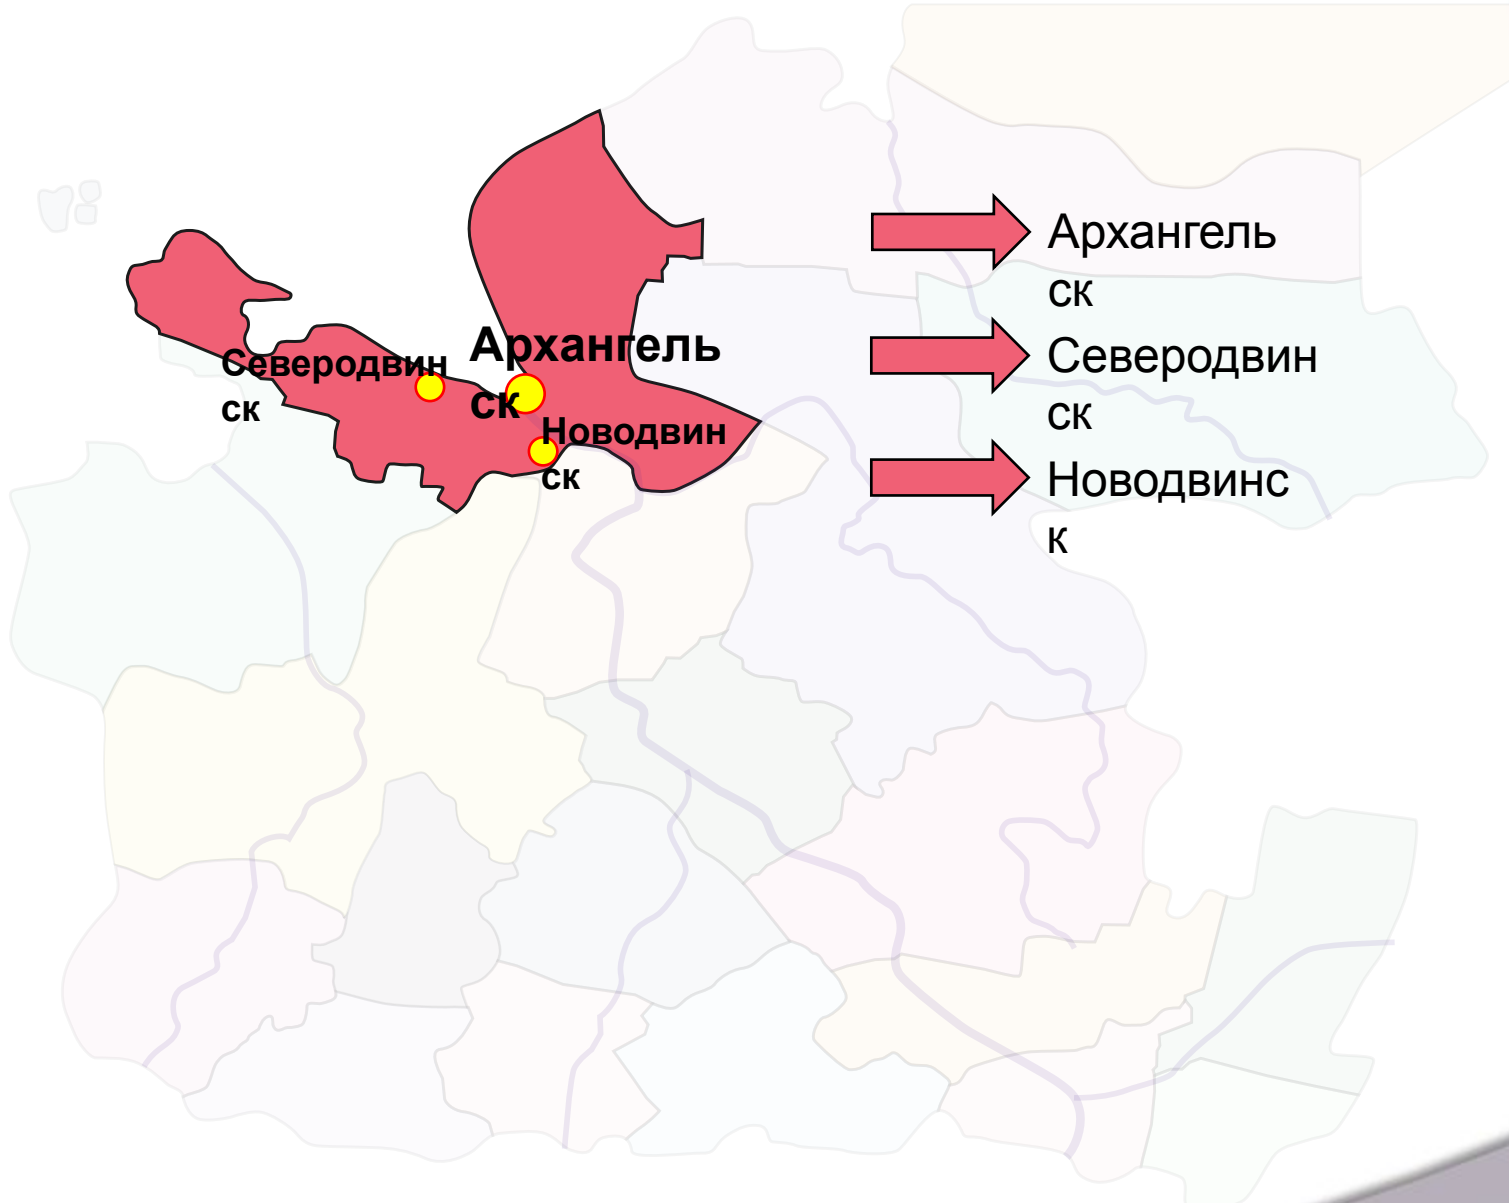 Северодвин
ск
Архангель
ск
Новодвин
ск
Архангель
ск
Северодвин
ск
Новодвинс
к